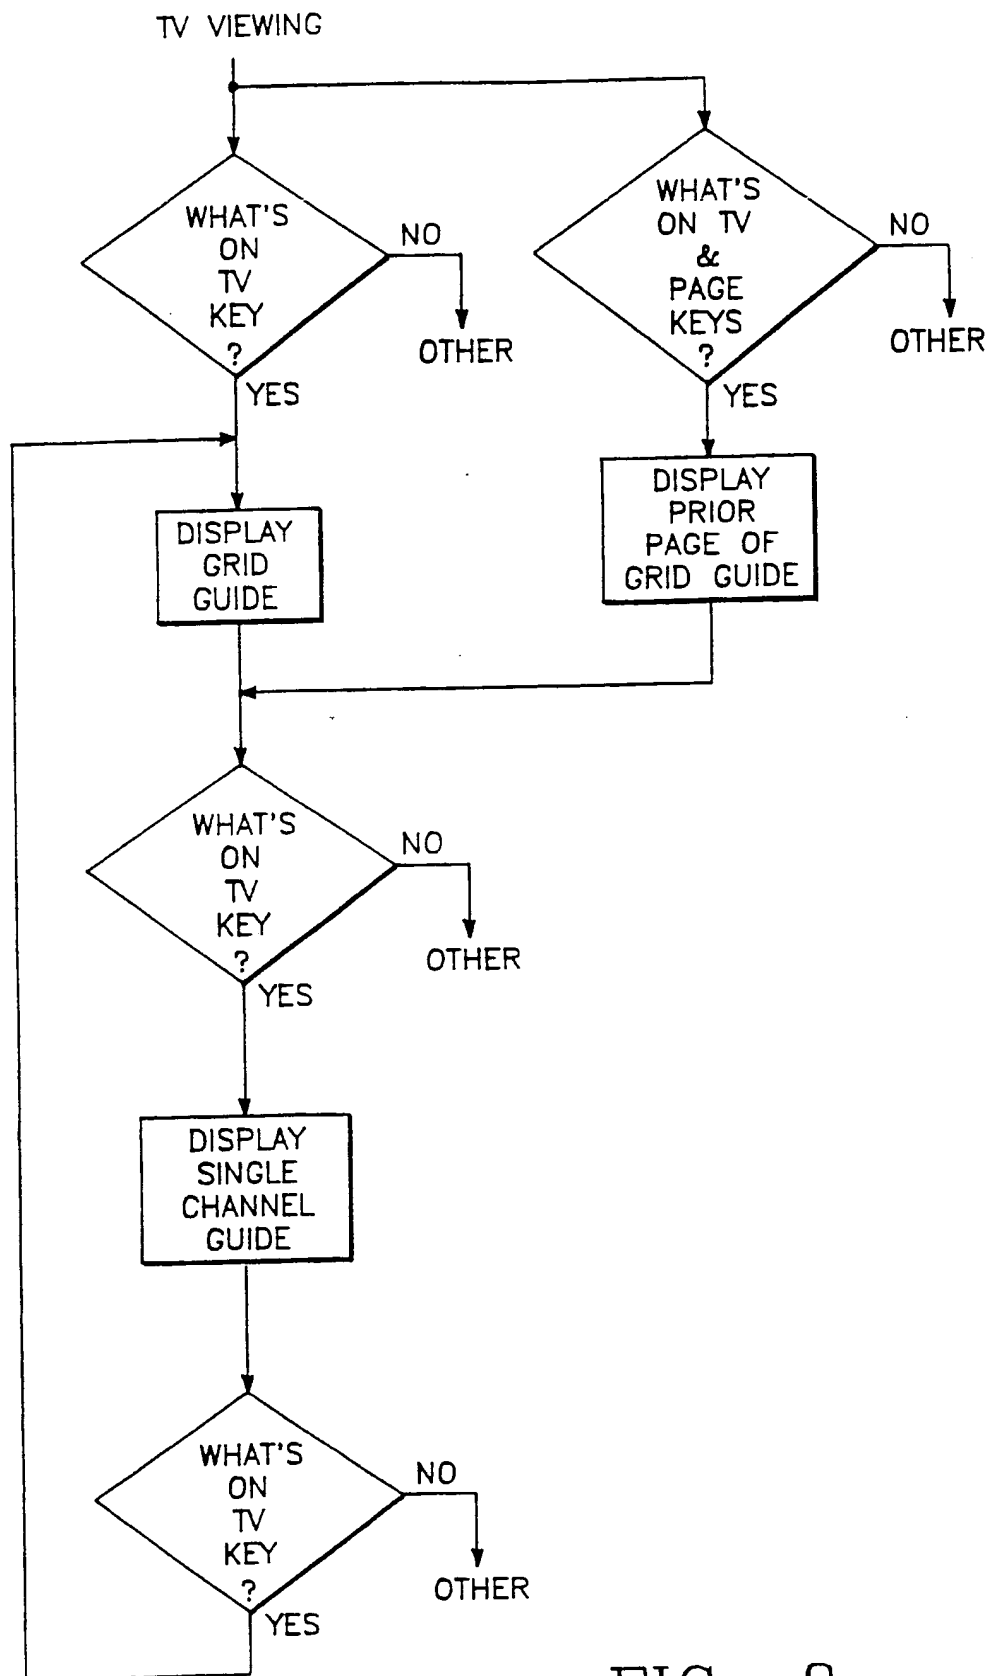 TV VIEWING
WHAT'S
ON
TV
KEY
?
NO
OTHER
YES
WHAT'S
ON TV
&
PAGE
KEYS
?
NO
OTHER
YES
DISPLAY
GRID
GUIDE
DISPLAY
PRIOR
PAGE OF
GRID GUIDE
WHAT'S
ON
TV
KEY
?
NO
OTHER
YES
DISPLAY
SINGLE
CHANNEL
GUIDE
WHAT'S
ON
TV
KEY
?
NO
OTHER
YES